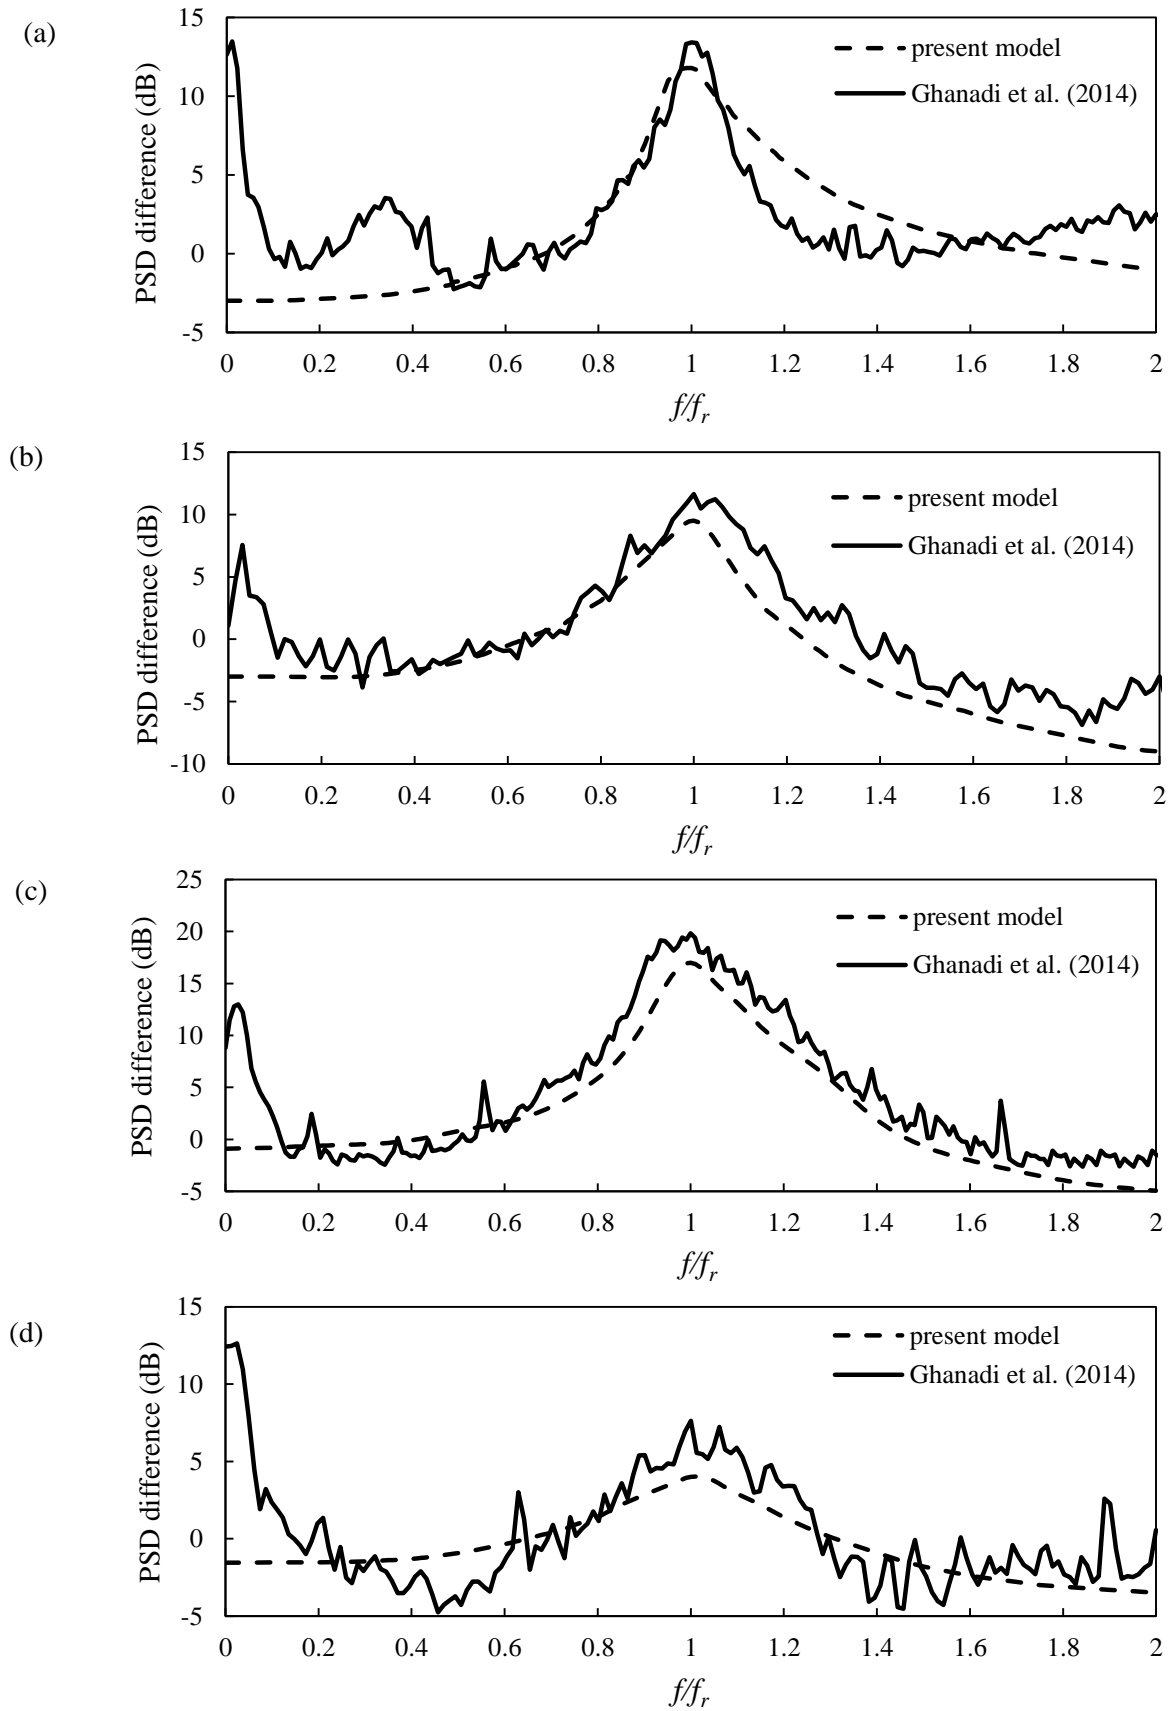 (a)
PSD difference (dB)
15
10
5
0
-5
present model
Ghanadi et al. (2014)
0 0.2 0.4 0.6 0.8 1 1.2 1.4 1.6 1.8 2
f/fr
(b)
PSD difference (dB)
15
10
5
0
-5
-10
present model
Ghanadi et al. (2014)
0 0.2 0.4 0.6 0.8 1 1.2 1.4 1.6 1.8 2
f/fr
(c)
PSD difference (dB)
25
20
15
10
5
0
-5
present model
Ghanadi et al. (2014)
0 0.2 0.4 0.6 0.8 1 1.2 1.4 1.6 1.8 2
f/fr
(d)
PSD difference (dB)
15
10
5
0
-5
present model
Ghanadi et al. (2014)
0 0.2 0.4 0.6 0.8 1 1.2 1.4 1.6 1.8 2
f/fr